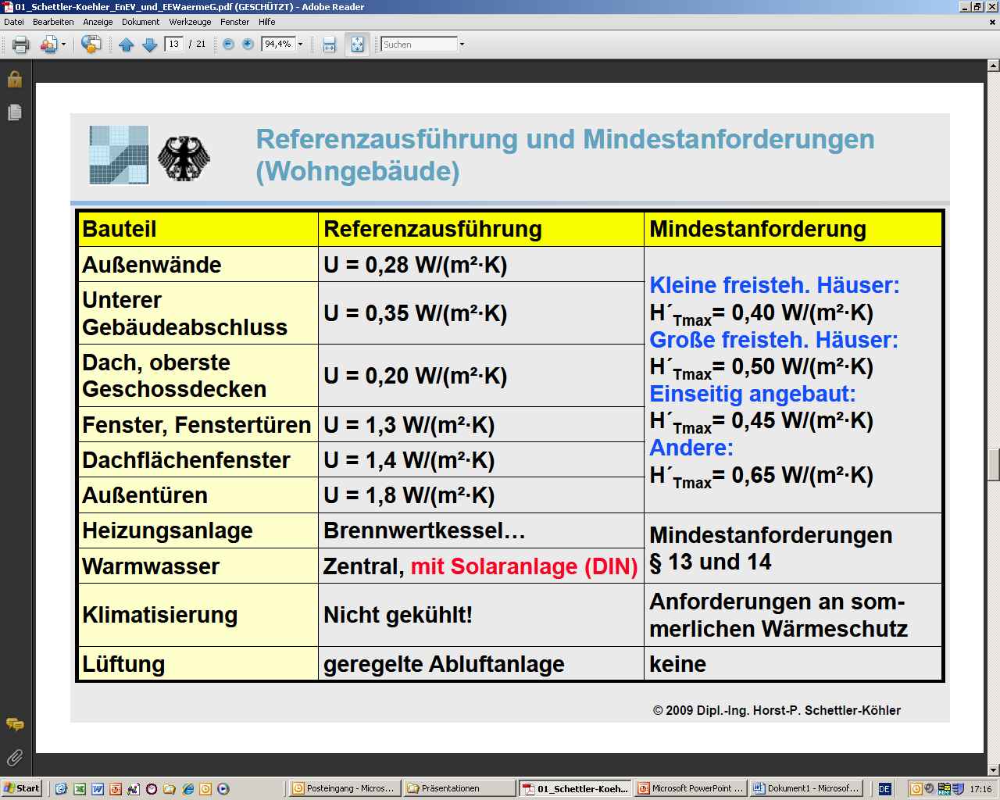 01_Schettler-Koehler_EnEV_und_EEWaermeG.pdf (GESCHÜTZT) - Adobe Reader
Datei Bearbeiten Anzeige Dokument Werkzeuge Fenster Hilfe
13 / 21 94,4% Suchen
Referenzausführung und Mindestanforderungen
(Wohngebäude)
Bauteil Referenzausführung Mindestanforderung
Außenwände U = 0,28 W/(m²·K)
Unterer
Gebäudeabschluss U = 0,35 W/(m²·K)
Dach, oberste
Geschossdecken U = 0,20 W/(m²·K)
Fenster, Fenstertüren U = 1,3 W/(m²·K)
Dachflächenfenster U = 1,4 W/(m²·K)
Außentüren U = 1,8 W/(m²·K)
Kleine freisteh. Häuser:
H´Tmax= 0,40 W/(m²·K)
Große freisteh. Häuser:
H´Tmax= 0,50 W/(m²·K)
Einseitig angebaut:
H´Tmax= 0,45 W/(m²·K)
Andere:
H´Tmax= 0,65 W/(m²·K)
Heizungsanlage Brennwertkessel…
Warmwasser Zentral, mit Solaranlage (DIN)
Mindestanforderungen
§ 13 und 14
Klimatisierung Nicht gekühlt!
Anforderungen an som-
merlichen Wärmeschutz
Lüftung geregelte Abluftanlage keine
© 2009 Dipl.-Ing. Horst-P. Schettler-Köhler
Start Posteingang - Micros... Präsentationen 01_Schettler-Koeh... Microsoft PowerPoint ... Dokument1 - Microsof... DE 17:16